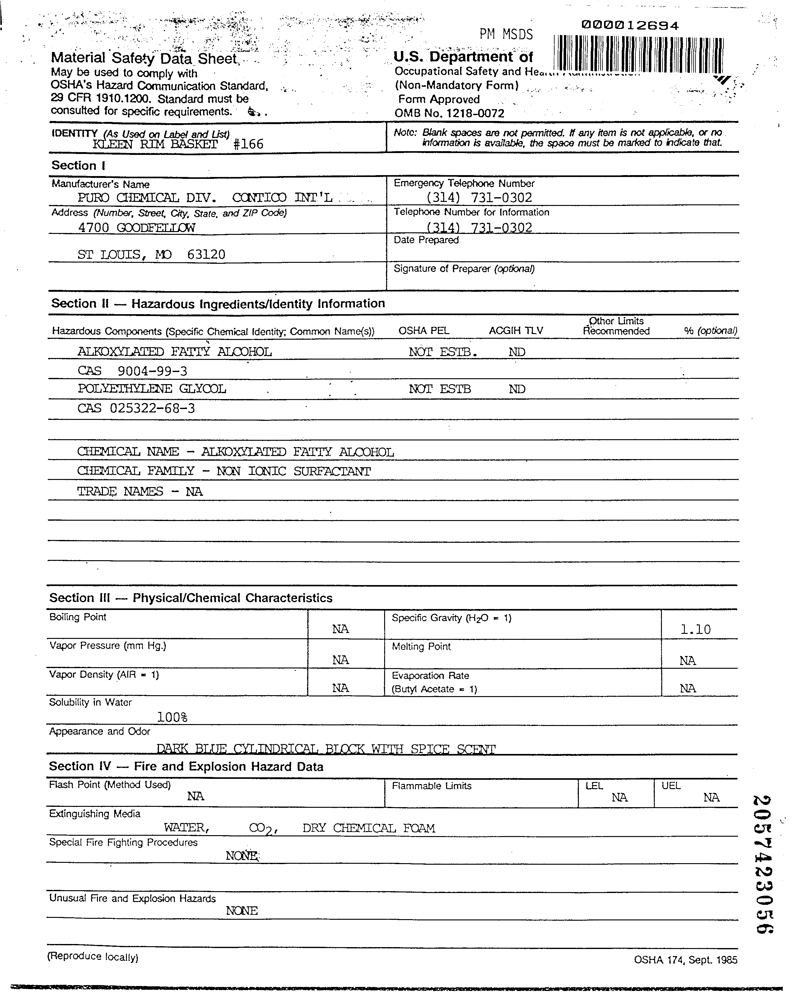 000012694
PM MSDS
Material Safety Data Sheet
May be used to comply with
OSHA's Hazard Communication Standard,
29 CFR 1910.1200. Standard must be
consulted for specific requirements.
U.S. Department of
Occupational Safety and
(Non-Mandatory Form)
Form Approved
OMB No. 1218-0072
IDENTITY (As Used on Label and List)
KLEEN RIM BASKET #166
Note: Blank spaces are not permitted. If any item is not applicable, or no
information is available, the space must be marked to indicate that.
Section I
Manufacturer's Name
PURO CHEMICAL DIV. CONTICO INT'L
Emergency Telephone Number
(314) 731-0302
Address (Number, Street, City, State, and ZIP Code)
4700 GOODFELLOW
Telephone Number for Information
(314) 731-0302
ST LOUIS, MO 63120
Date Prepared
Signature of Preparer (optional)
Section II — Hazardous Ingredients/Identity Information
Hazardous Components (Specific Chemical Identity; Common Name(s)) OSHA PEL ACGIH TLV Other Limits Recommended % (optional)
ALKOXYLATED FATTY ALCOHOL NOT ESTB. ND
CAS 9004-99-3
POLYETHYLENE GLYCOL NOT ESTB ND
CAS 025322-68-3
CHEMICAL NAME - ALKOXYLATED FATTY ALCOHOL
CHEMICAL FAMILY - NON IONIC SURFACTANT
TRADE NAMES - NA
Section III — Physical/Chemical Characteristics
Boiling Point NA
Specific Gravity (H2O = 1) 1.10
Vapor Pressure (mm Hg.) NA
Melting Point NA
Vapor Density (AIR = 1) NA
Evaporation Rate
(Butyl Acetate = 1) NA
Solubility in Water
100%
Appearance and Odor
DARK BLUE CYLINDRICAL BLOCK WITH SPICE SCENT
Section IV — Fire and Explosion Hazard Data
Flash Point (Method Used)
NA
Flammable Limits
LEL NA
UEL NA
Extinguishing Media
WATER, CO2, DRY CHEMICAL FOAM
Special Fire Fighting Procedures
NONE
Unusual Fire and Explosion Hazards
NONE
(Reproduce locally)
OSHA 174, Sept. 1985
2057423056